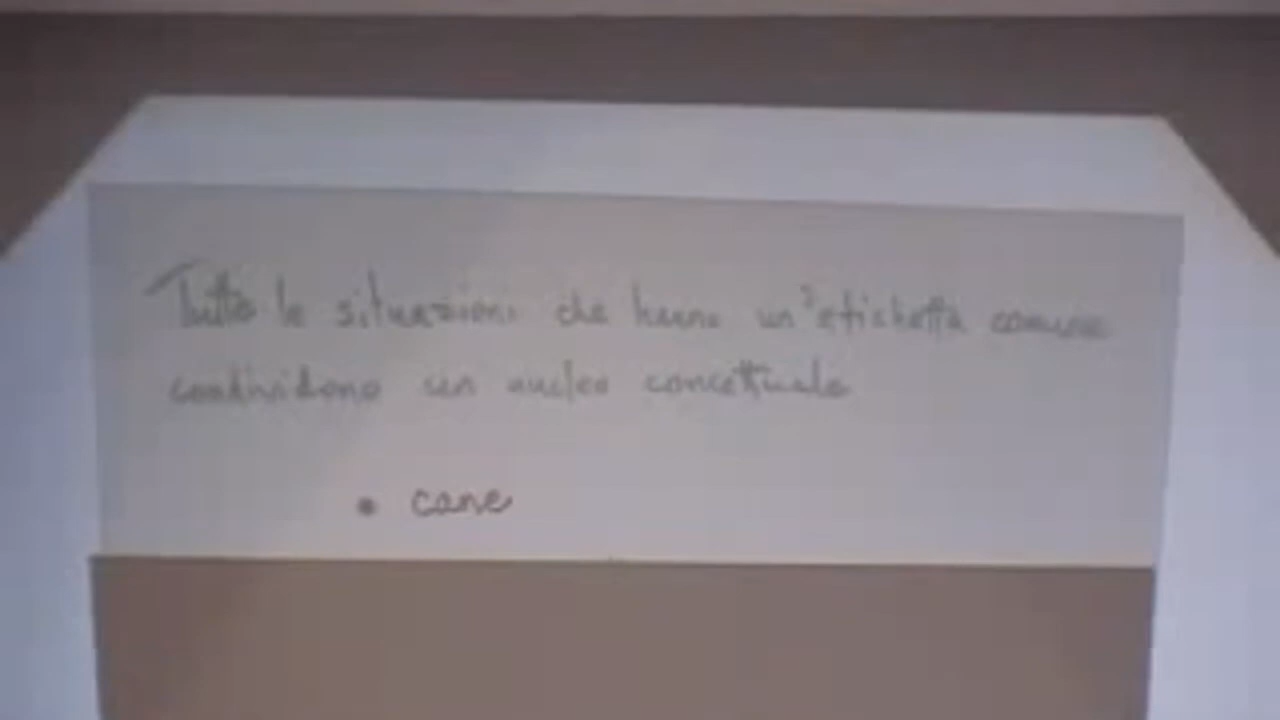 Tutte le situazioni che hanno un'etichetta comune
condividono un nucleo concettuale
• cane